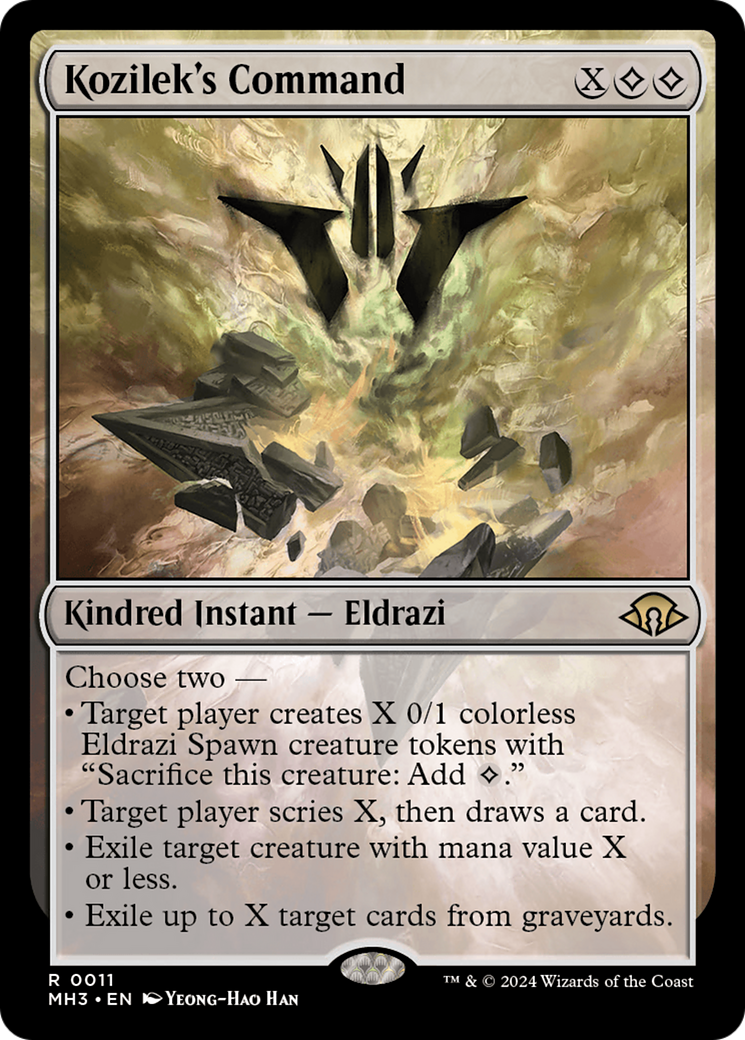 Kozilek's Command X
Kindred Instant — Eldrazi
Choose two —
• Target player creates X 0/1 colorless
Eldrazi Spawn creature tokens with
“Sacrifice this creature: Add .”
• Target player scries X, then draws a card.
• Exile target creature with mana value X
or less.
• Exile up to X target cards from graveyards.
R 0011
MH3 • EN Yeong-Hao Han
™ & © 2024 Wizards of the Coast